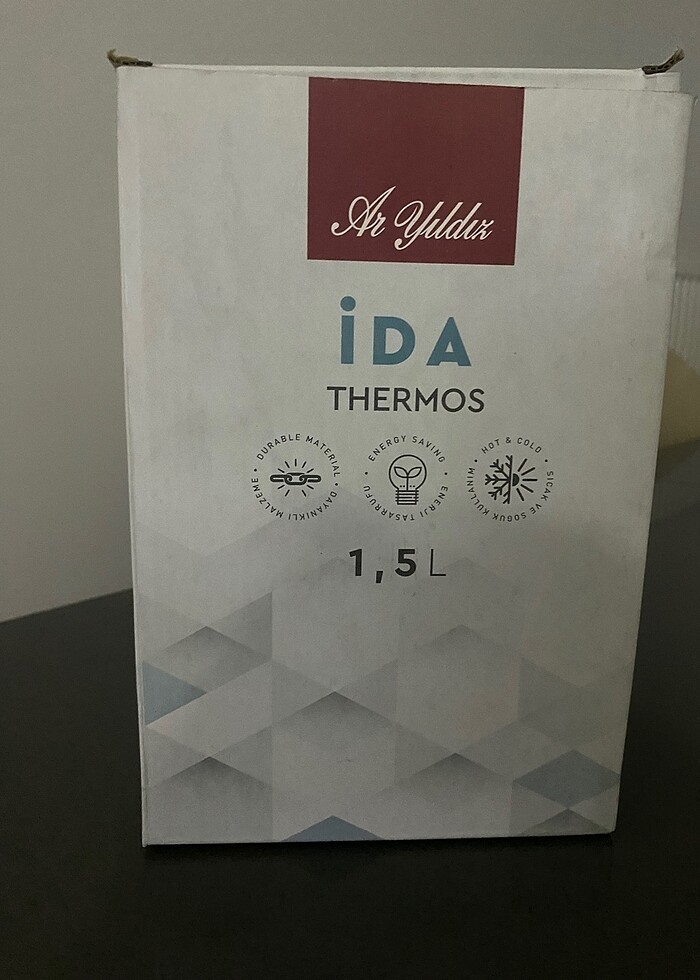 Ar Yıldız
İDA
THERMOS
DURABLE MATERIAL • DAYANIKLI MALZEME •
ENERGY SAVING • ENERJİ TASARRUFU •
HOT & COLD • SICAK VE SOĞUK KULLANIM •
1,5 L